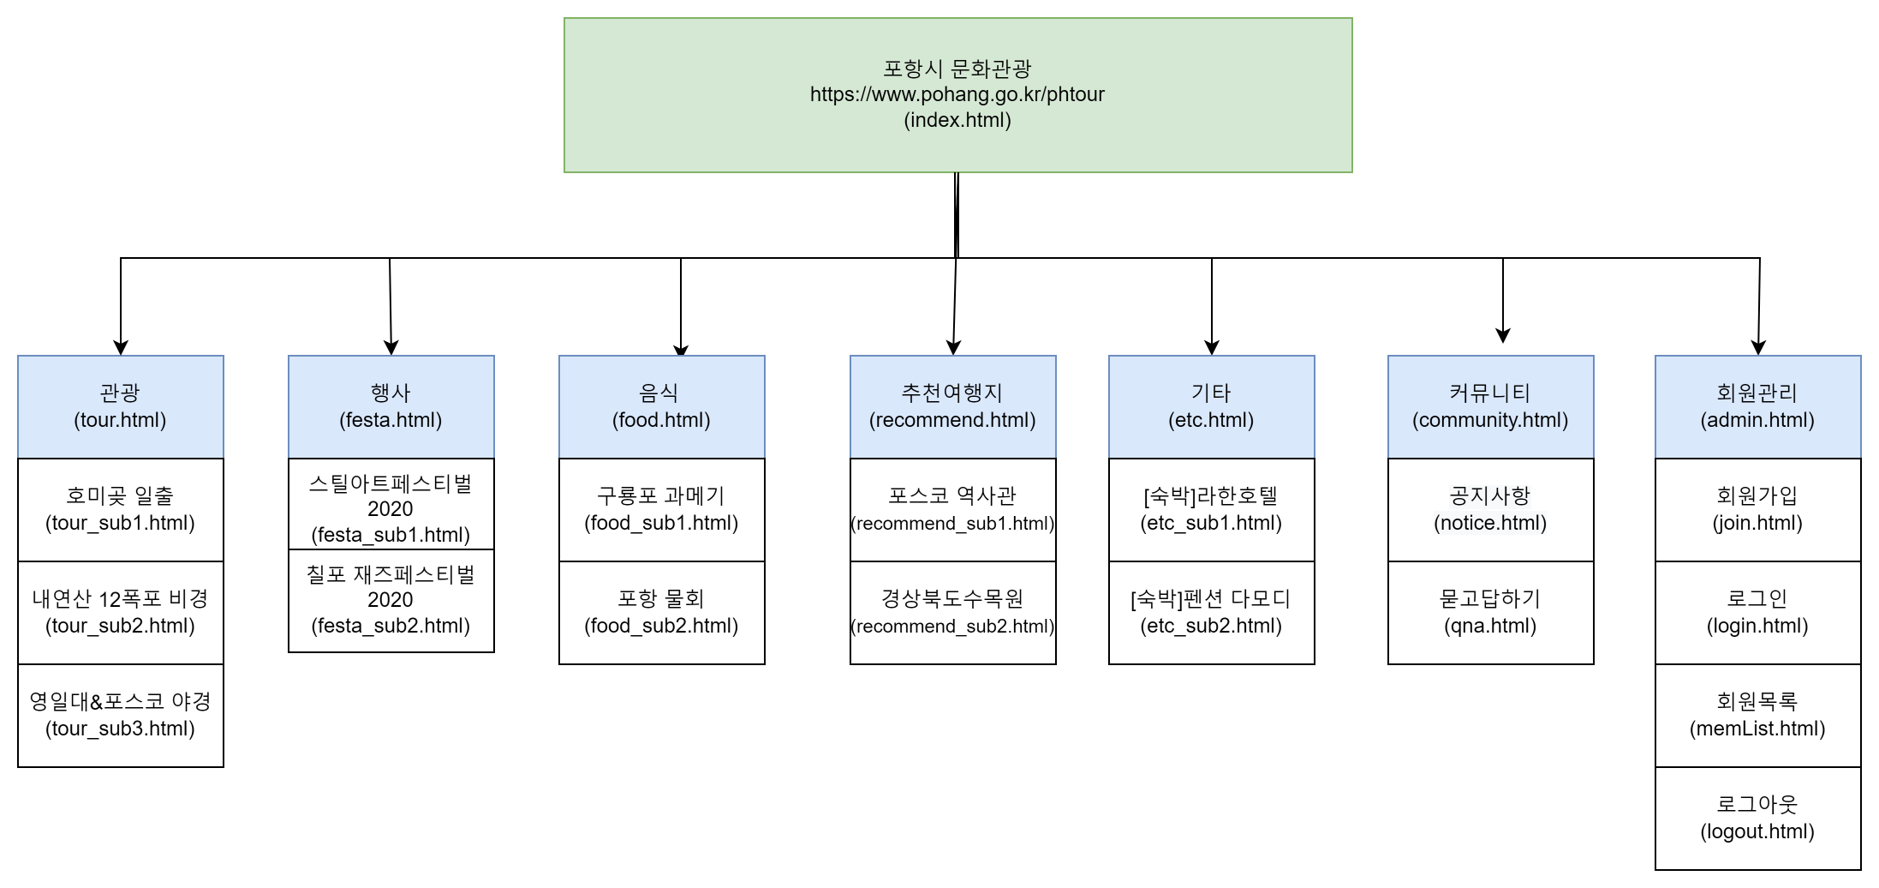 포항시 문화관광
https://www.pohang.go.kr/phtour
(index.html)
관광
(tour.html)
호미곶 일출
(tour_sub1.html)
내연산 12폭포 비경
(tour_sub2.html)
영일대&포스코 야경
(tour_sub3.html)
행사
(festa.html)
스틸아트페스티벌
2020
(festa_sub1.html)
칠포 재즈페스티벌
2020
(festa_sub2.html)
음식
(food.html)
구룡포 과메기
(food_sub1.html)
포항 물회
(food_sub2.html)
추천여행지
(recommend.html)
포스코 역사관
(recommend_sub1.html)
경상북도수목원
(recommend_sub2.html)
기타
(etc.html)
[숙박]라한호텔
(etc_sub1.html)
[숙박]펜션 다모디
(etc_sub2.html)
커뮤니티
(community.html)
공지사항
(notice.html)
묻고답하기
(qna.html)
회원관리
(admin.html)
회원가입
(join.html)
로그인
(login.html)
회원목록
(memList.html)
로그아웃
(logout.html)